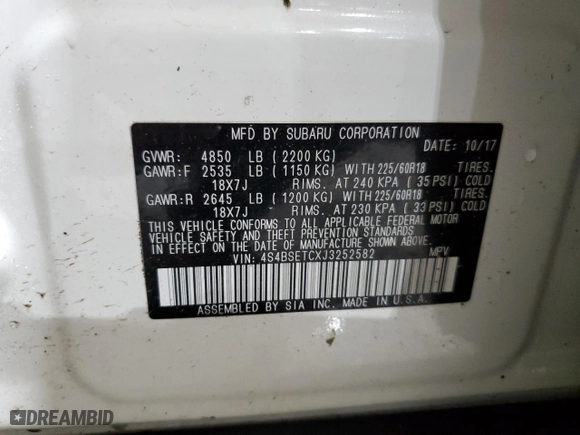 MFD BY SUBARU CORPORATION
DATE: 10/17
GVWR: 4850 LB ( 2200 KG)
GAWR:F 2535 LB ( 1150 KG) WITH 225/60R18 TIRES.
18X7J RIMS. AT 240 KPA ( 35 PSI) COLD
GAWR:R 2645 LB ( 1200 KG) WITH 225/60R18 TIRES.
18X7J RIMS. AT 230 KPA ( 33 PSI) COLD
THIS VEHICLE CONFORMS TO ALL APPLICABLE FEDERAL MOTOR
VEHICLE SAFETY, BUMPER, AND THEFT PREVENTION STANDARDS
IN EFFECT ON THE DATE OF MANUFACTURE SHOWN ABOVE.
VIN: 4S4BSETCXJ3252582 MPV
ASSEMBLED BY SIA INC. MADE IN U.S.A.
DREAMBID